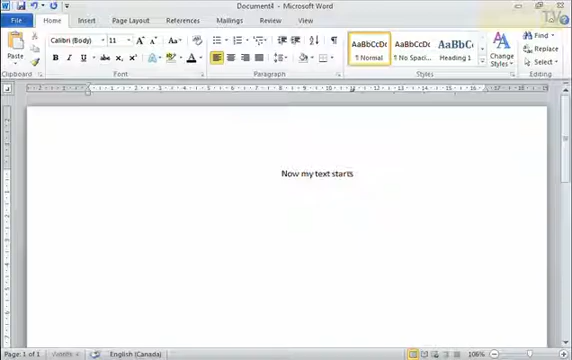 Document4 - Microsoft Word
File Home Insert Page Layout References Mailings Review View
Calibri (Body) 11 Find
Paste Replace
AaBbCcDc AaBbCcDc AaBbCc
¶ Normal ¶ No Spaci... Heading 1 Change Styles Select
Clipboard Font Paragraph Styles Editing
Now my text starts
Page: 1 of 1 Words: 4 English (Canada) 106%